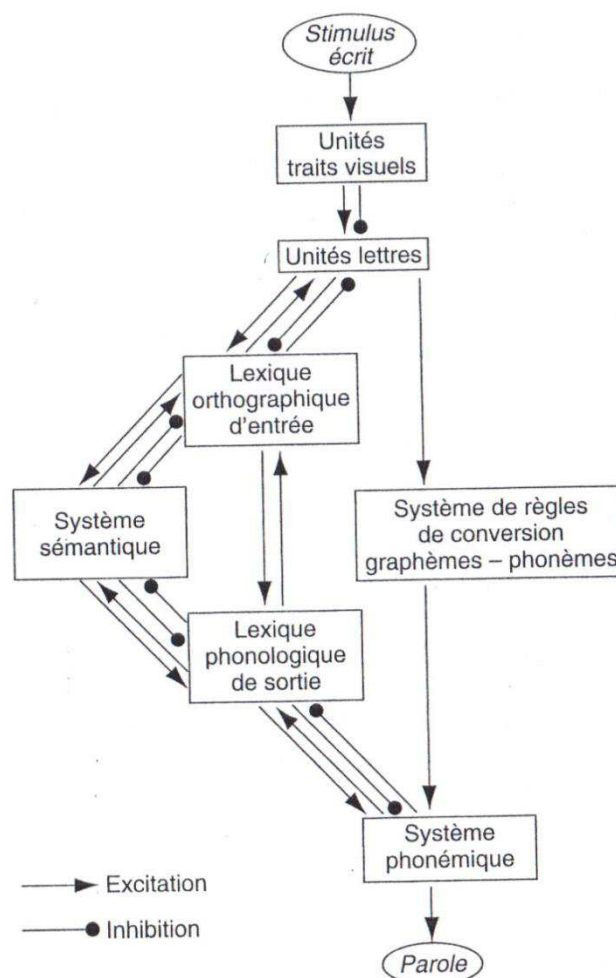 Stimulus
écrit
Unités
traits visuels
Unités lettres
Lexique
orthographique
d'entrée
Système
sémantique
Système de règles
de conversion
graphèmes – phonèmes
Lexique
phonologique
de sortie
Système
phonémique
Excitation
Inhibition
Parole